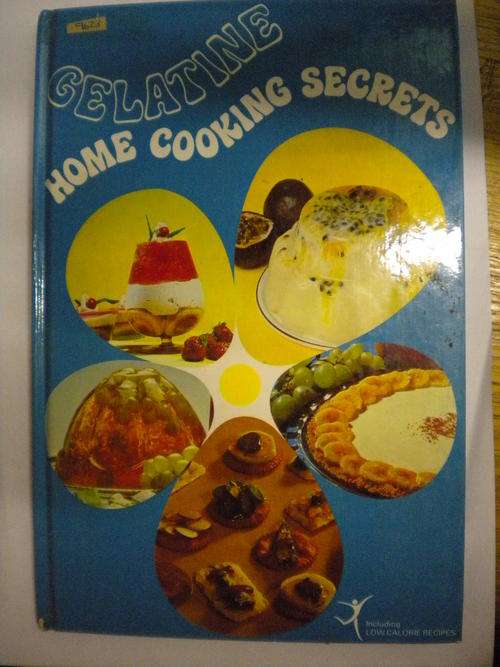 GELATINE
HOME COOKING SECRETS
Including
LOW CALORIE RECIPES